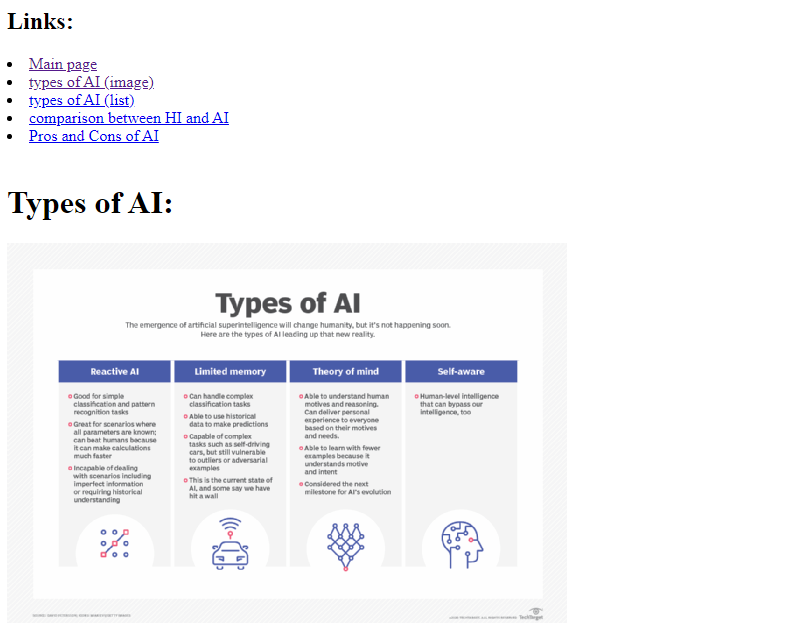 Links:
Main page
types of AI (image)
types of AI (list)
comparison between HI and AI
Pros and Cons of AI
Types of AI:
Types of AI
The emergence of artificial superintelligence will change humanity, but it's not happening soon.
Here are the types of AI leading up that new reality.
Reactive AI
Good for simple
classification and pattern
recognition tasks
Great for scenarios where
all parameters are known;
can beat humans because
it can make calculations
much faster
Incapable of dealing
with scenarios including
imperfect information
or requiring historical
understanding
Limited memory
Can handle complex
classification tasks
Able to use historical
data to make predictions
Capable of complex
tasks such as self-driving
cars, but still vulnerable
to outliers or adversarial
examples
This is the current state of
AI, and some say we have
hit a wall
Theory of mind
Able to understand human
motives and reasoning.
Can deliver personal
experience to everyone
based on their motives
and needs.
Able to learn with fewer
examples because it
understands motive
and intent
Considered the next
milestone for AI's evolution
Self-aware
Human-level intelligence
that can bypass our
intelligence, too
TechTarget